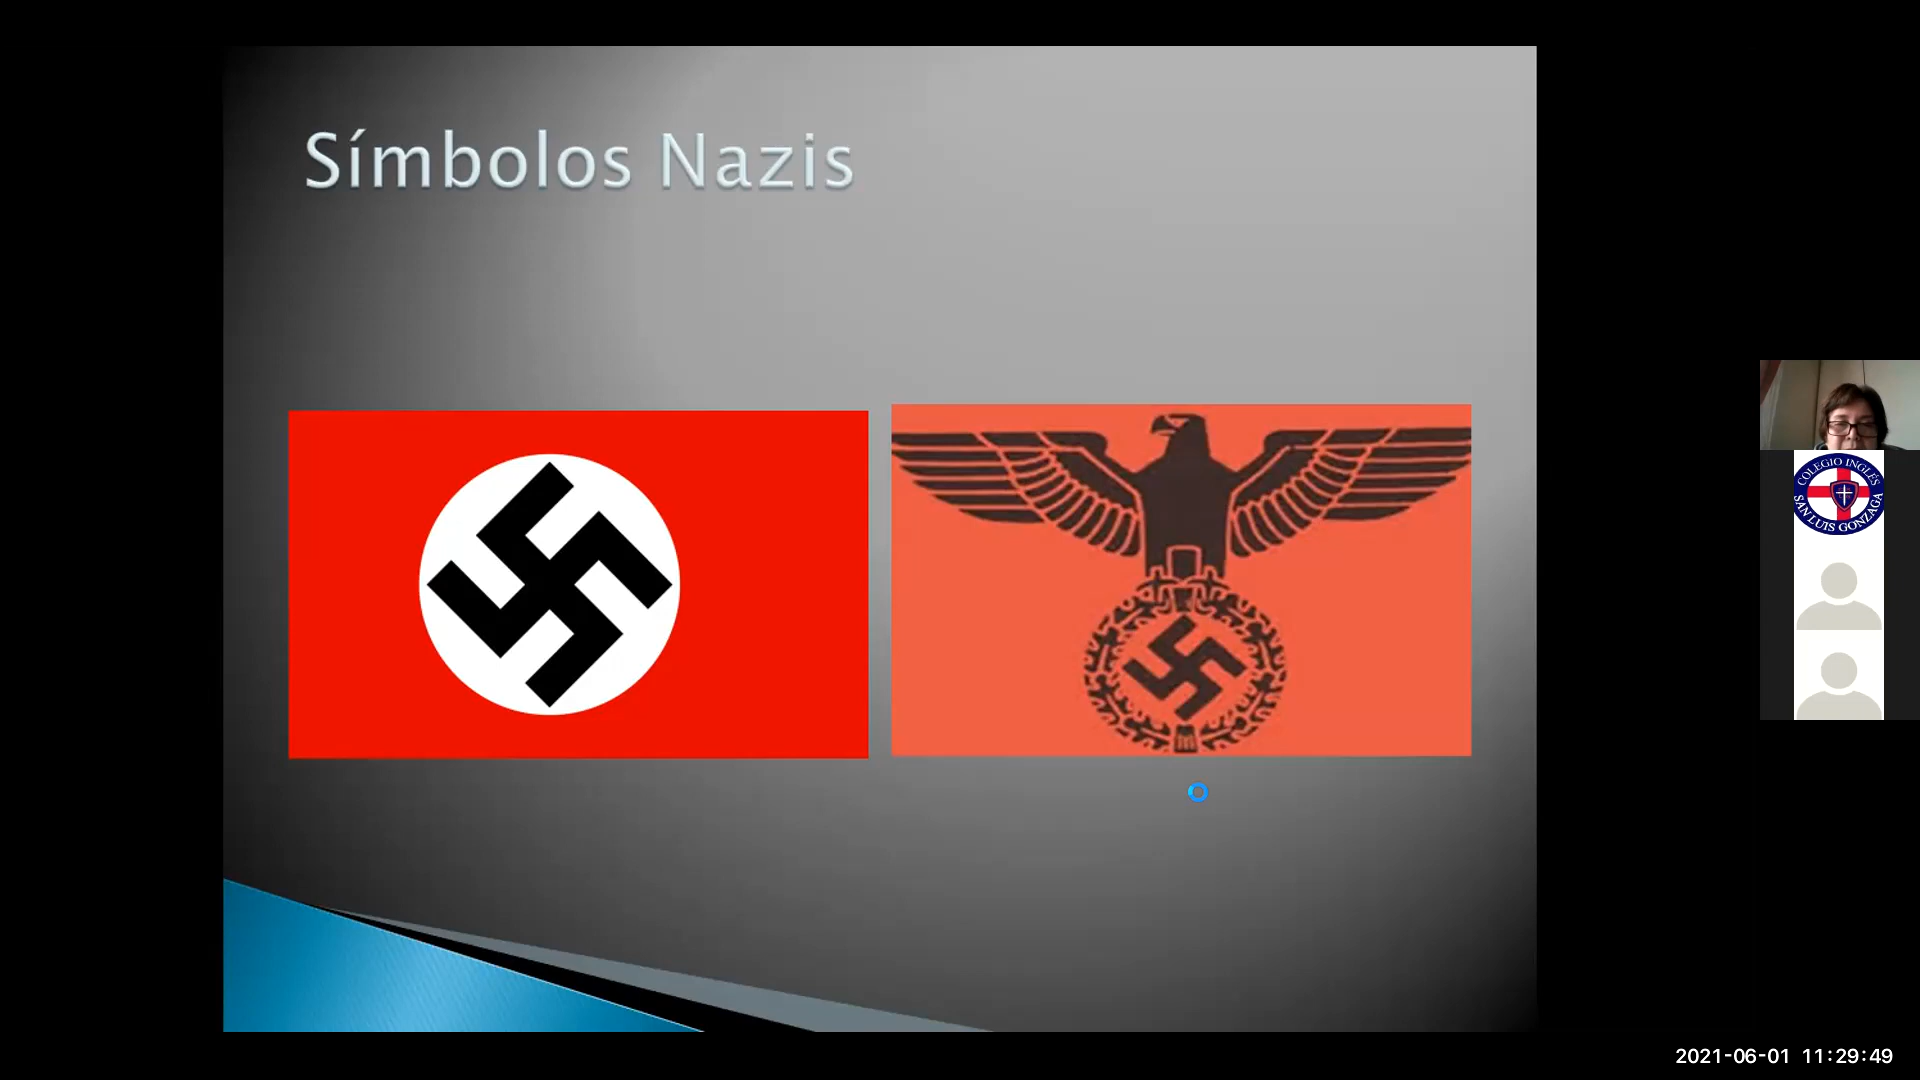 Símbolos Nazis
COLEGIO INGLÉS
SAN LUIS GONZAGA
2021-06-01 11:29:49